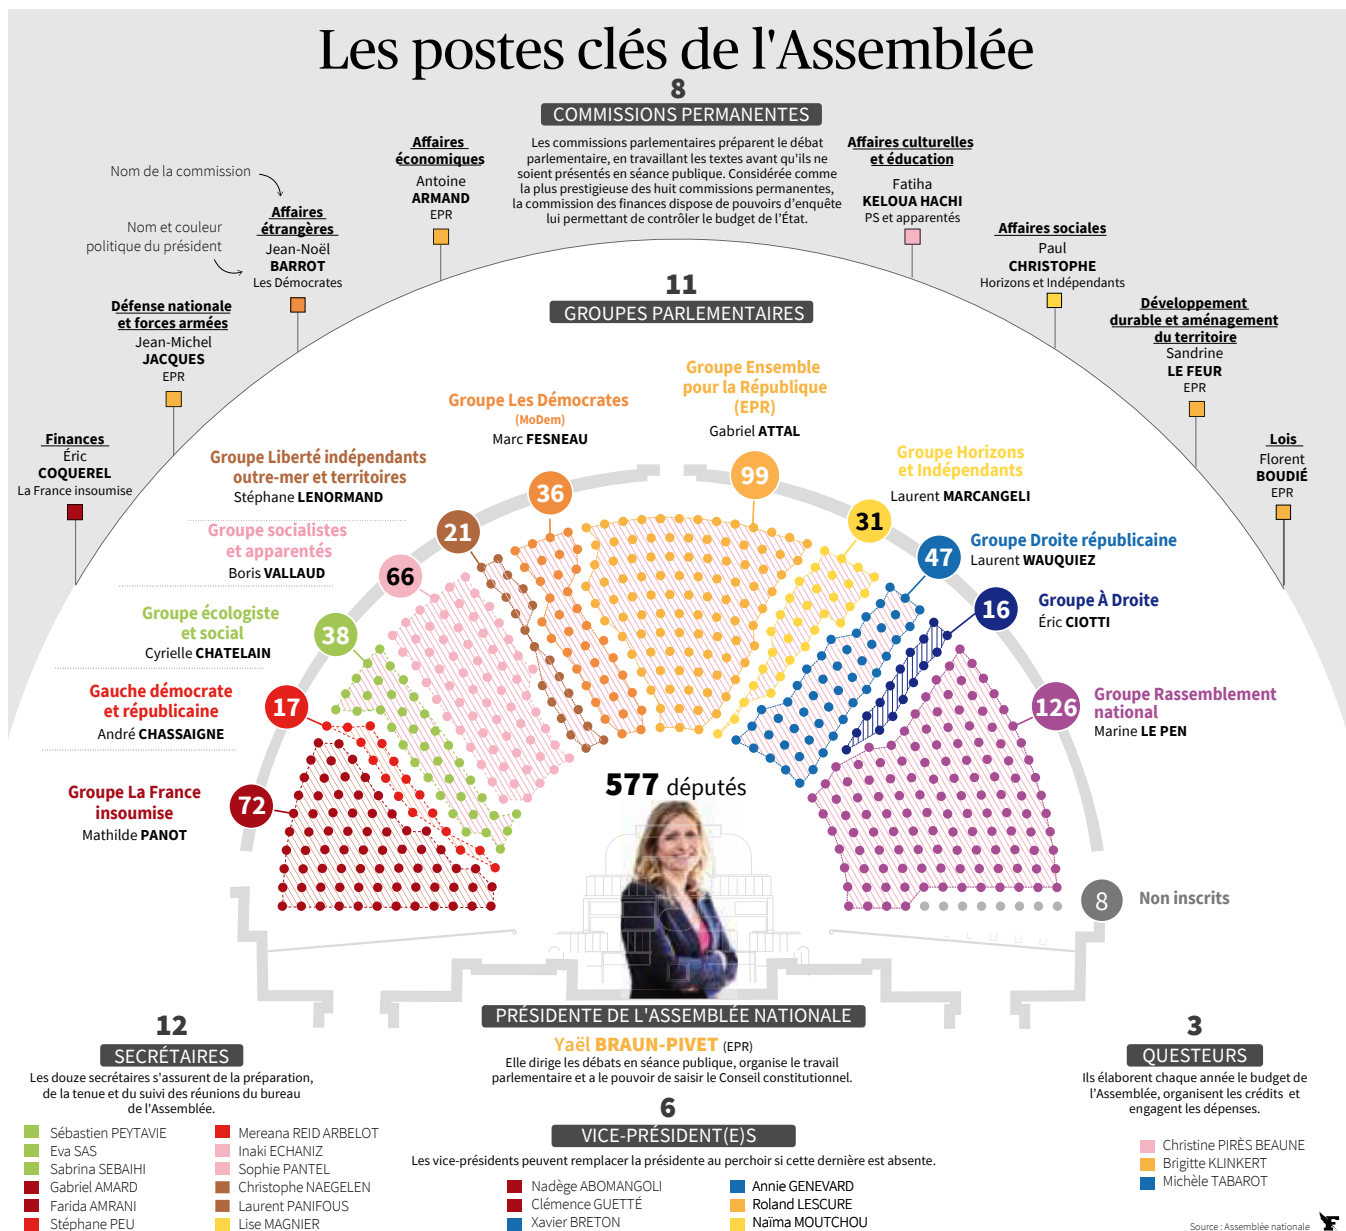 Les postes clés de l'Assemblée
8
COMMISSIONS PERMANENTES
Les commissions parlementaires préparent le débat
parlementaire, en travaillant les textes avant qu'ils ne
soient présentés en séance publique. Considérée comme
la plus prestigieuse des huit commissions permanentes,
la commission des finances dispose de pouvoirs d'enquête
lui permettant de contrôler le budget de l'État.
Nom de la commission
Nom et couleur
politique du président
Finances
Éric
COQUEREL
La France insoumise
Défense nationale
et forces armées
Jean-Michel
JACQUES
EPR
Affaires
étrangères
Jean-Noël
BARROT
Les Démocrates
Affaires
économiques
Antoine
ARMAND
EPR
Affaires culturelles
et éducation
Fatiha
KELOUA HACHI
PS et apparentés
Affaires sociales
Paul
CHRISTOPHE
Horizons et Indépendants
Développement
durable et aménagement
du territoire
Sandrine
LE FEUR
EPR
Lois
Florent
BOUDIÉ
EPR
11
GROUPES PARLEMENTAIRES
Groupe La France
insoumise
Mathilde PANOT
72
Gauche démocrate
et républicaine
André CHASSAIGNE
17
Groupe écologiste
et social
Cyrielle CHATELAIN
38
Groupe socialistes
et apparentés
Boris VALLAUD
66
Groupe Liberté indépendants
outre-mer et territoires
Stéphane LENORMAND
21
Groupe Les Démocrates
(MoDem)
Marc FESNEAU
36
Groupe Ensemble
pour la République
(EPR)
Gabriel ATTAL
99
Groupe Horizons
et Indépendants
Laurent MARCANGELI
31
Groupe Droite républicaine
Laurent WAUQUIEZ
47
Groupe À Droite
Éric CIOTTI
16
Groupe Rassemblement
national
Marine LE PEN
126
8
Non inscrits
577 députés
PRÉSIDENTE DE L'ASSEMBLÉE NATIONALE
Yaël BRAUN-PIVET (EPR)
Elle dirige les débats en séance publique, organise le travail
parlementaire et a le pouvoir de saisir le Conseil constitutionnel.
12
SECRÉTAIRES
Les douze secrétaires s'assurent de la préparation,
de la tenue et du suivi des réunions du bureau
de l'Assemblée.
Sébastien PEYTAVIE
Eva SAS
Sabrina SEBAIHI
Gabriel AMARD
Farida AMRANI
Stéphane PEU
Mereana REID ARBELOT
Inaki ECHANIZ
Sophie PANTEL
Christophe NAEGELEN
Laurent PANIFOUS
Lise MAGNIER
6
VICE-PRÉSIDENT(E)S
Les vice-présidents peuvent remplacer la présidente au perchoir si cette dernière est absente.
Nadège ABOMANGOLI
Clémence GUETTÉ
Xavier BRETON
Annie GENEVARD
Roland LESCURE
Naïma MOUTCHOU
3
QUESTEURS
Ils élaborent chaque année le budget de
l'Assemblée, organisent les crédits et
engagent les dépenses.
Christine PIRÈS BEAUNE
Brigitte KLINKERT
Michèle TABAROT
Source : Assemblée nationale